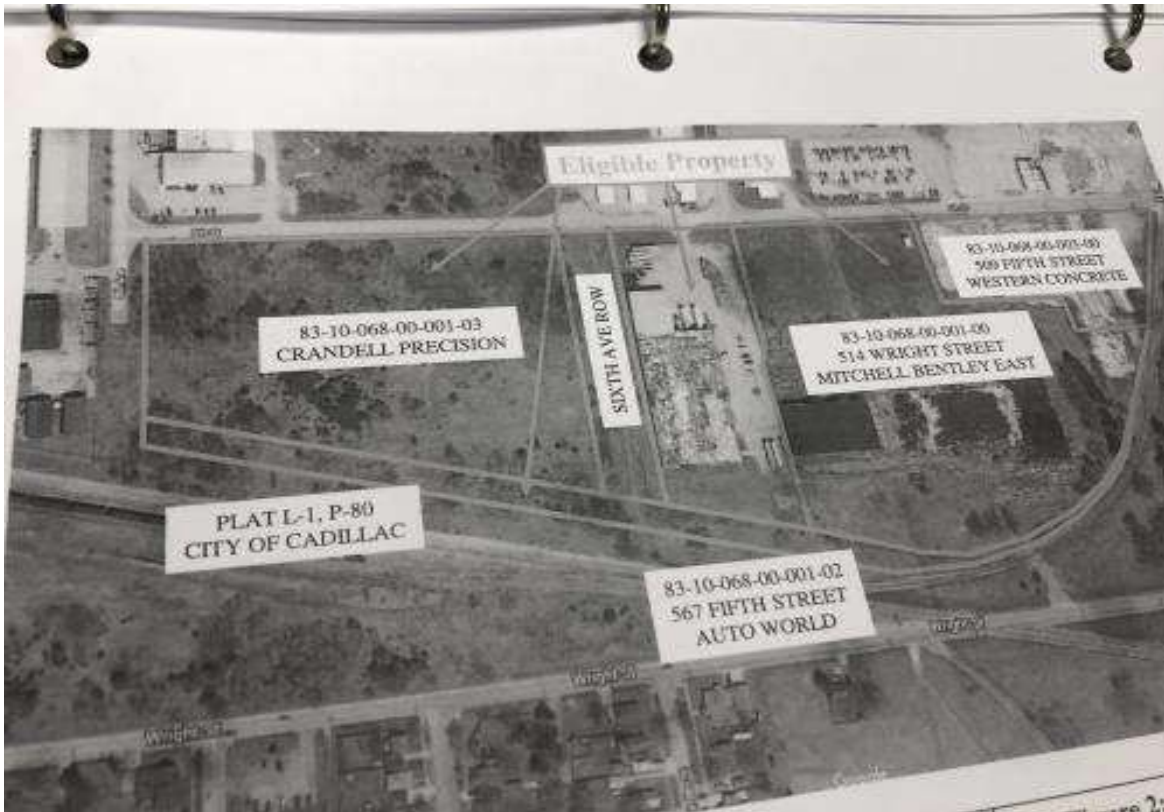 Eligible Property
83-10-068-00-003-00
500 FIFTH STREET
WESTERN CONCRETE
83-10-068-00-001-03
CRANDELL PRECISION
SIXTH AVE ROW
83-10-068-00-001-00
514 WRIGHT STREET
MITCHELL BENTLEY EAST
PLAT L-1, P-80
CITY OF CADILLAC
83-10-068-00-001-02
567 FIFTH STREET
AUTO WORLD